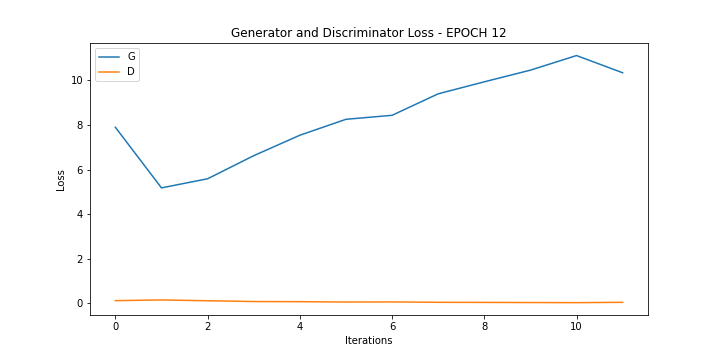 Generator and Discriminator Loss - EPOCH 12
G
D
10
8
6
4
2
0
Loss
0 2 4 6 8 10
Iterations